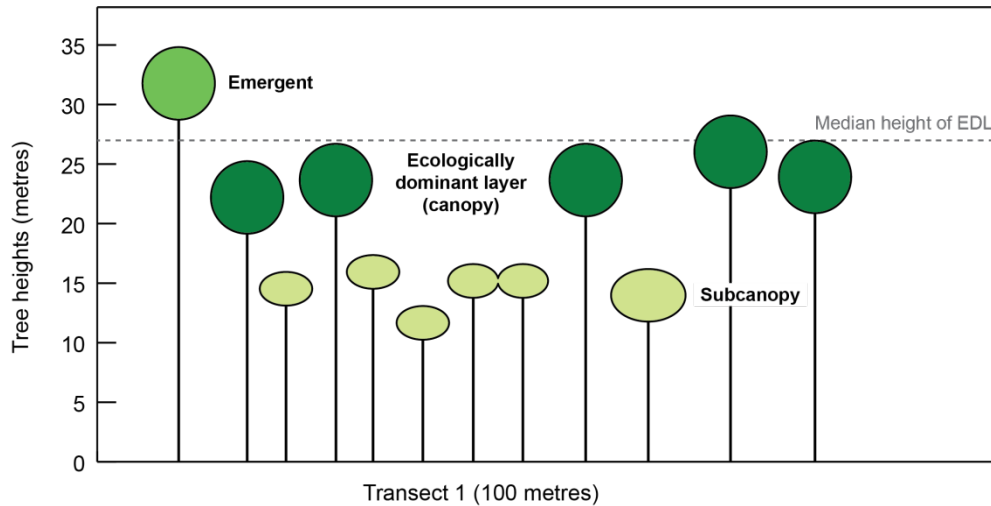 Tree heights (metres)
35
30
25
20
15
10
5
0
Emergent
Median height of EDL
Ecologically
dominant layer
(canopy)
Subcanopy
Transect 1 (100 metres)